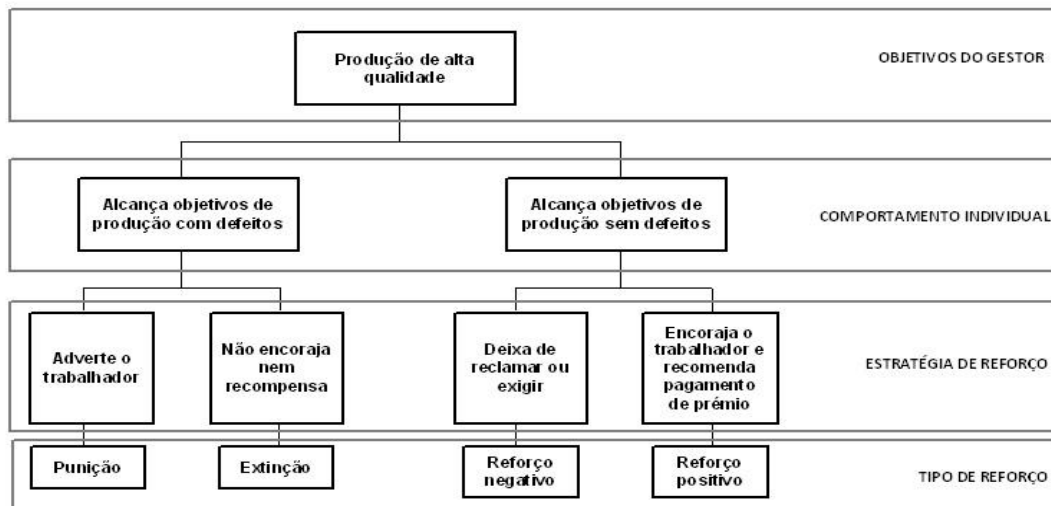 Produção de alta
qualidade
OBJETIVOS DO GESTOR
Alcança objetivos de
produção com defeitos
Alcança objetivos de
produção sem defeitos
COMPORTAMENTO INDIVIDUAL
Adverte o
trabalhador
Não encoraja
nem
recompensa
Deixa de
reclamar ou
exigir
Encoraja o
trabalhador e
recomenda
pagamento
de prémio
ESTRATÉGIA DE REFORÇO
Punição
Extinção
Reforço
negativo
Reforço
positivo
TIPO DE REFORÇO